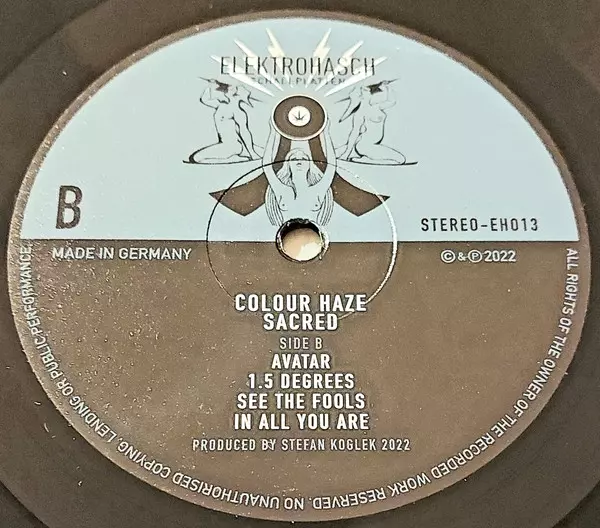 ELEKTROHASCH
SCHALLPLATTEN
B
STEREO-EH013
MADE IN GERMANY
©&℗2022
COLOUR HAZE
SACRED
SIDE B
AVATAR
1.5 DEGREES
SEE THE FOOLS
IN ALL YOU ARE
PRODUCED BY STEFAN KOGLEK 2022
ALL RIGHTS OF THE OWNER OF THE RECORDED WORK RESERVED. NO UNAUTHORISED COPYING, LENDING OR PUBLIC PERFORMANCE.